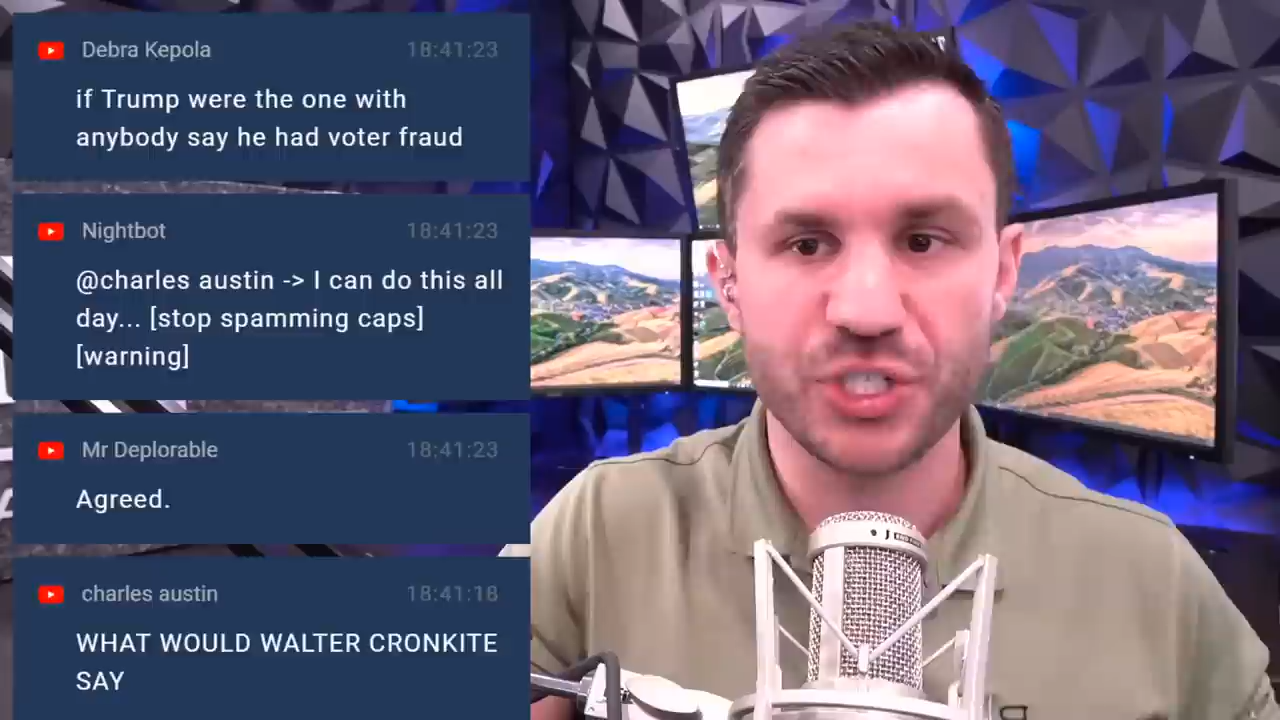 Debra Kepola 18:41:23
if Trump were the one with
anybody say he had voter fraud
Nightbot 18:41:23
@charles austin -> I can do this all
day... [stop spamming caps]
[warning]
Mr Deplorable 18:41:23
Agreed.
charles austin 18:41:18
WHAT WOULD WALTER CRONKITE
SAY